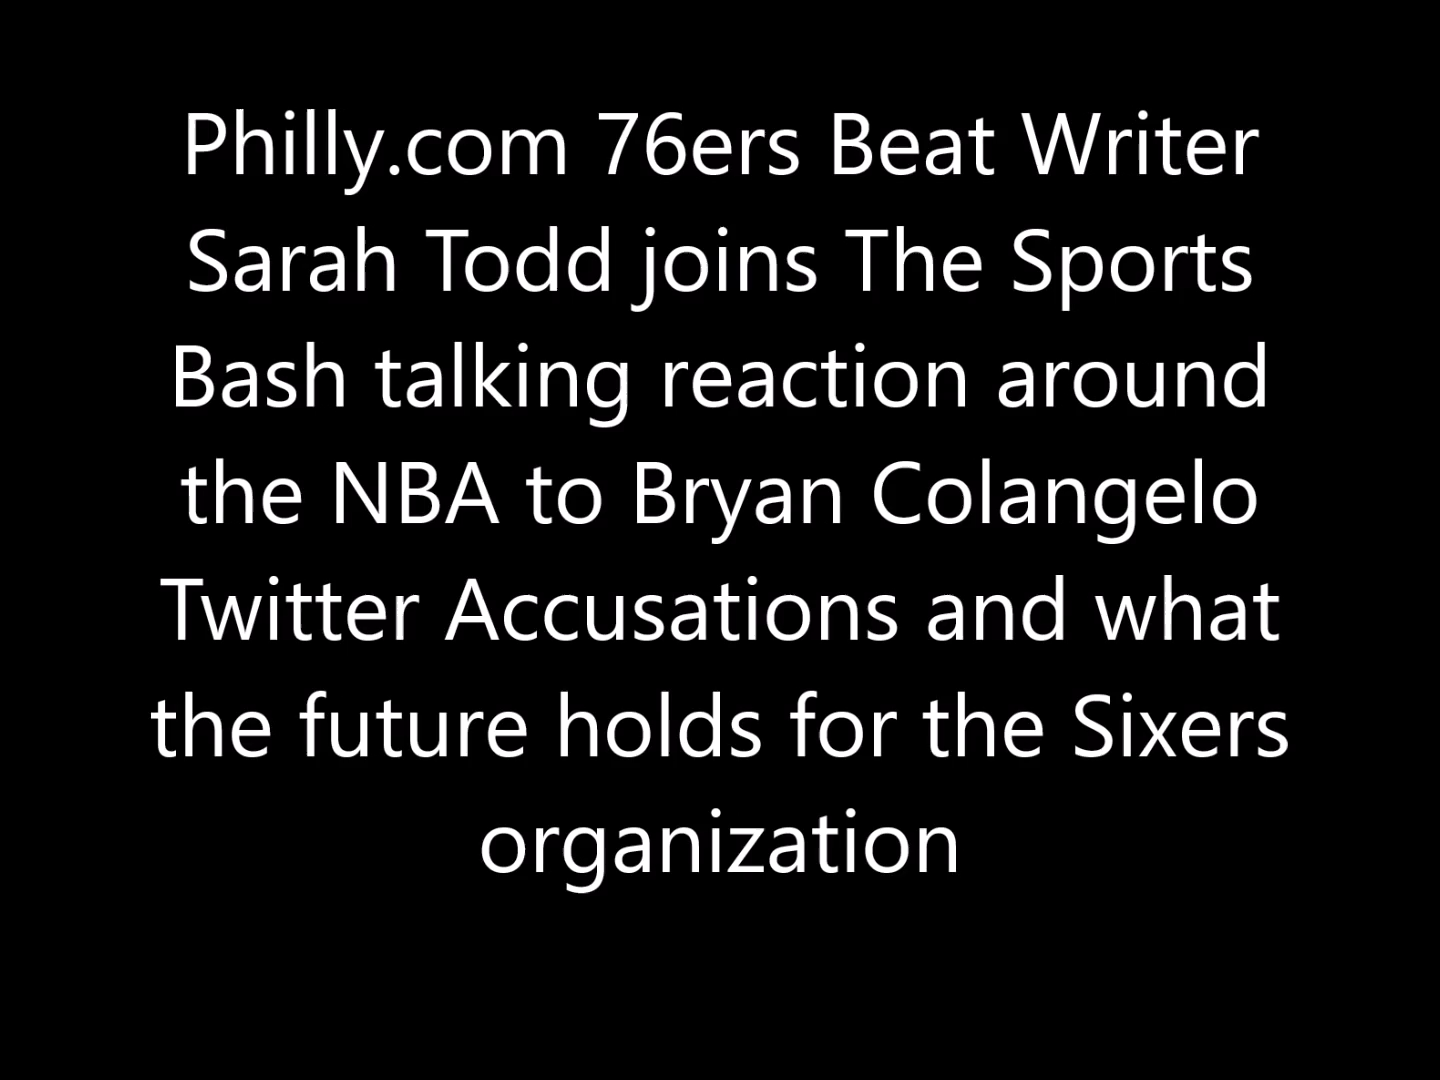 Philly.com 76ers Beat Writer
Sarah Todd joins The Sports
Bash talking reaction around
the NBA to Bryan Colangelo
Twitter Accusations and what
the future holds for the Sixers
organization